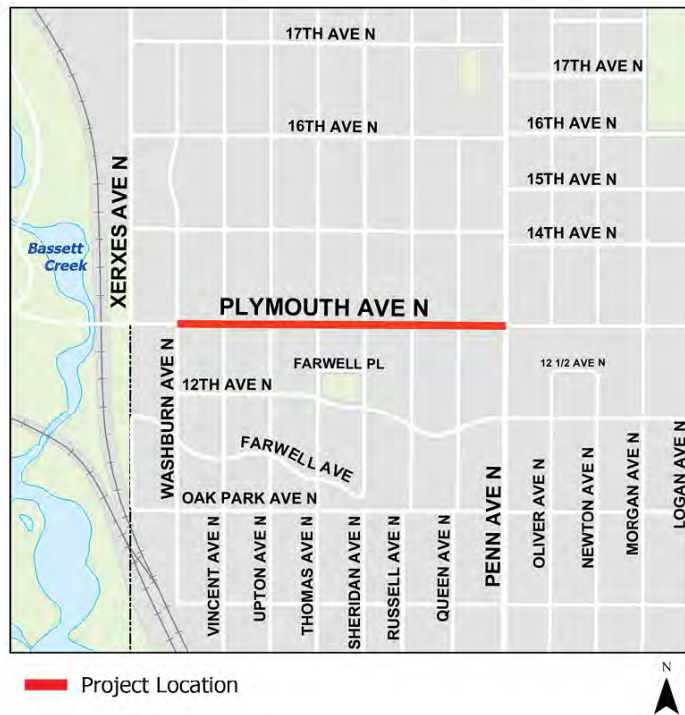 17TH AVE N
17TH AVE N
16TH AVE N
16TH AVE N
15TH AVE N
14TH AVE N
XERXES AVE N
Bassett
Creek
PLYMOUTH AVE N
FARWELL PL
12 1/2 AVE N
12TH AVE N
WASHBURN AVE N
FARWELL AVE
OAK PARK AVE N
VINCENT AVE N
UPTON AVE N
THOMAS AVE N
SHERIDAN AVE N
RUSSELL AVE N
QUEEN AVE N
PENN AVE N
OLIVER AVE N
NEWTON AVE N
MORGAN AVE N
LOGAN AVE N
Project Location
N